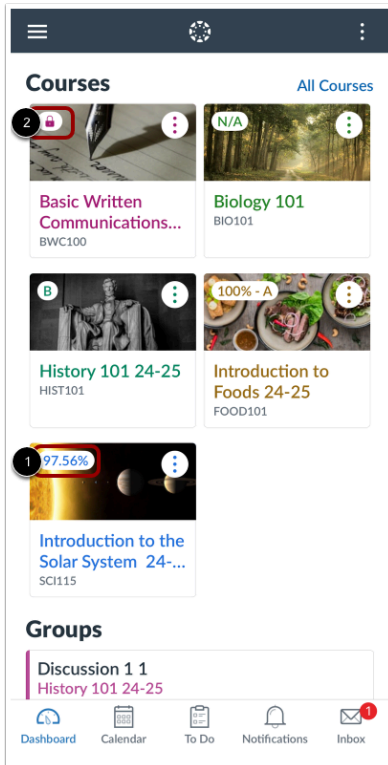 Courses
All Courses
2
N/A
Basic Written
Communications...
BWC100
Biology 101
BIO101
B
100% - A
History 101 24-25
HIST101
Introduction to
Foods 24-25
FOOD101
1
97.56%
Introduction to the
Solar System 24-...
SCI115
Groups
Discussion 1 1
History 101 24-25
1
Dashboard
Calendar
To Do
Notifications
Inbox